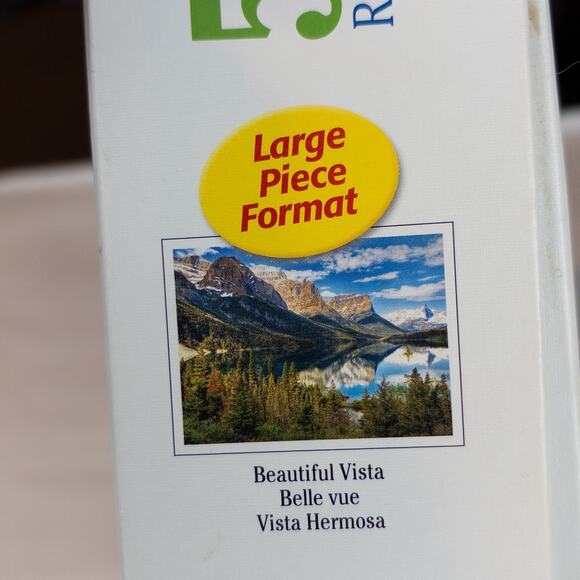 Large
Piece
Format
Beautiful Vista
Belle vue
Vista Hermosa